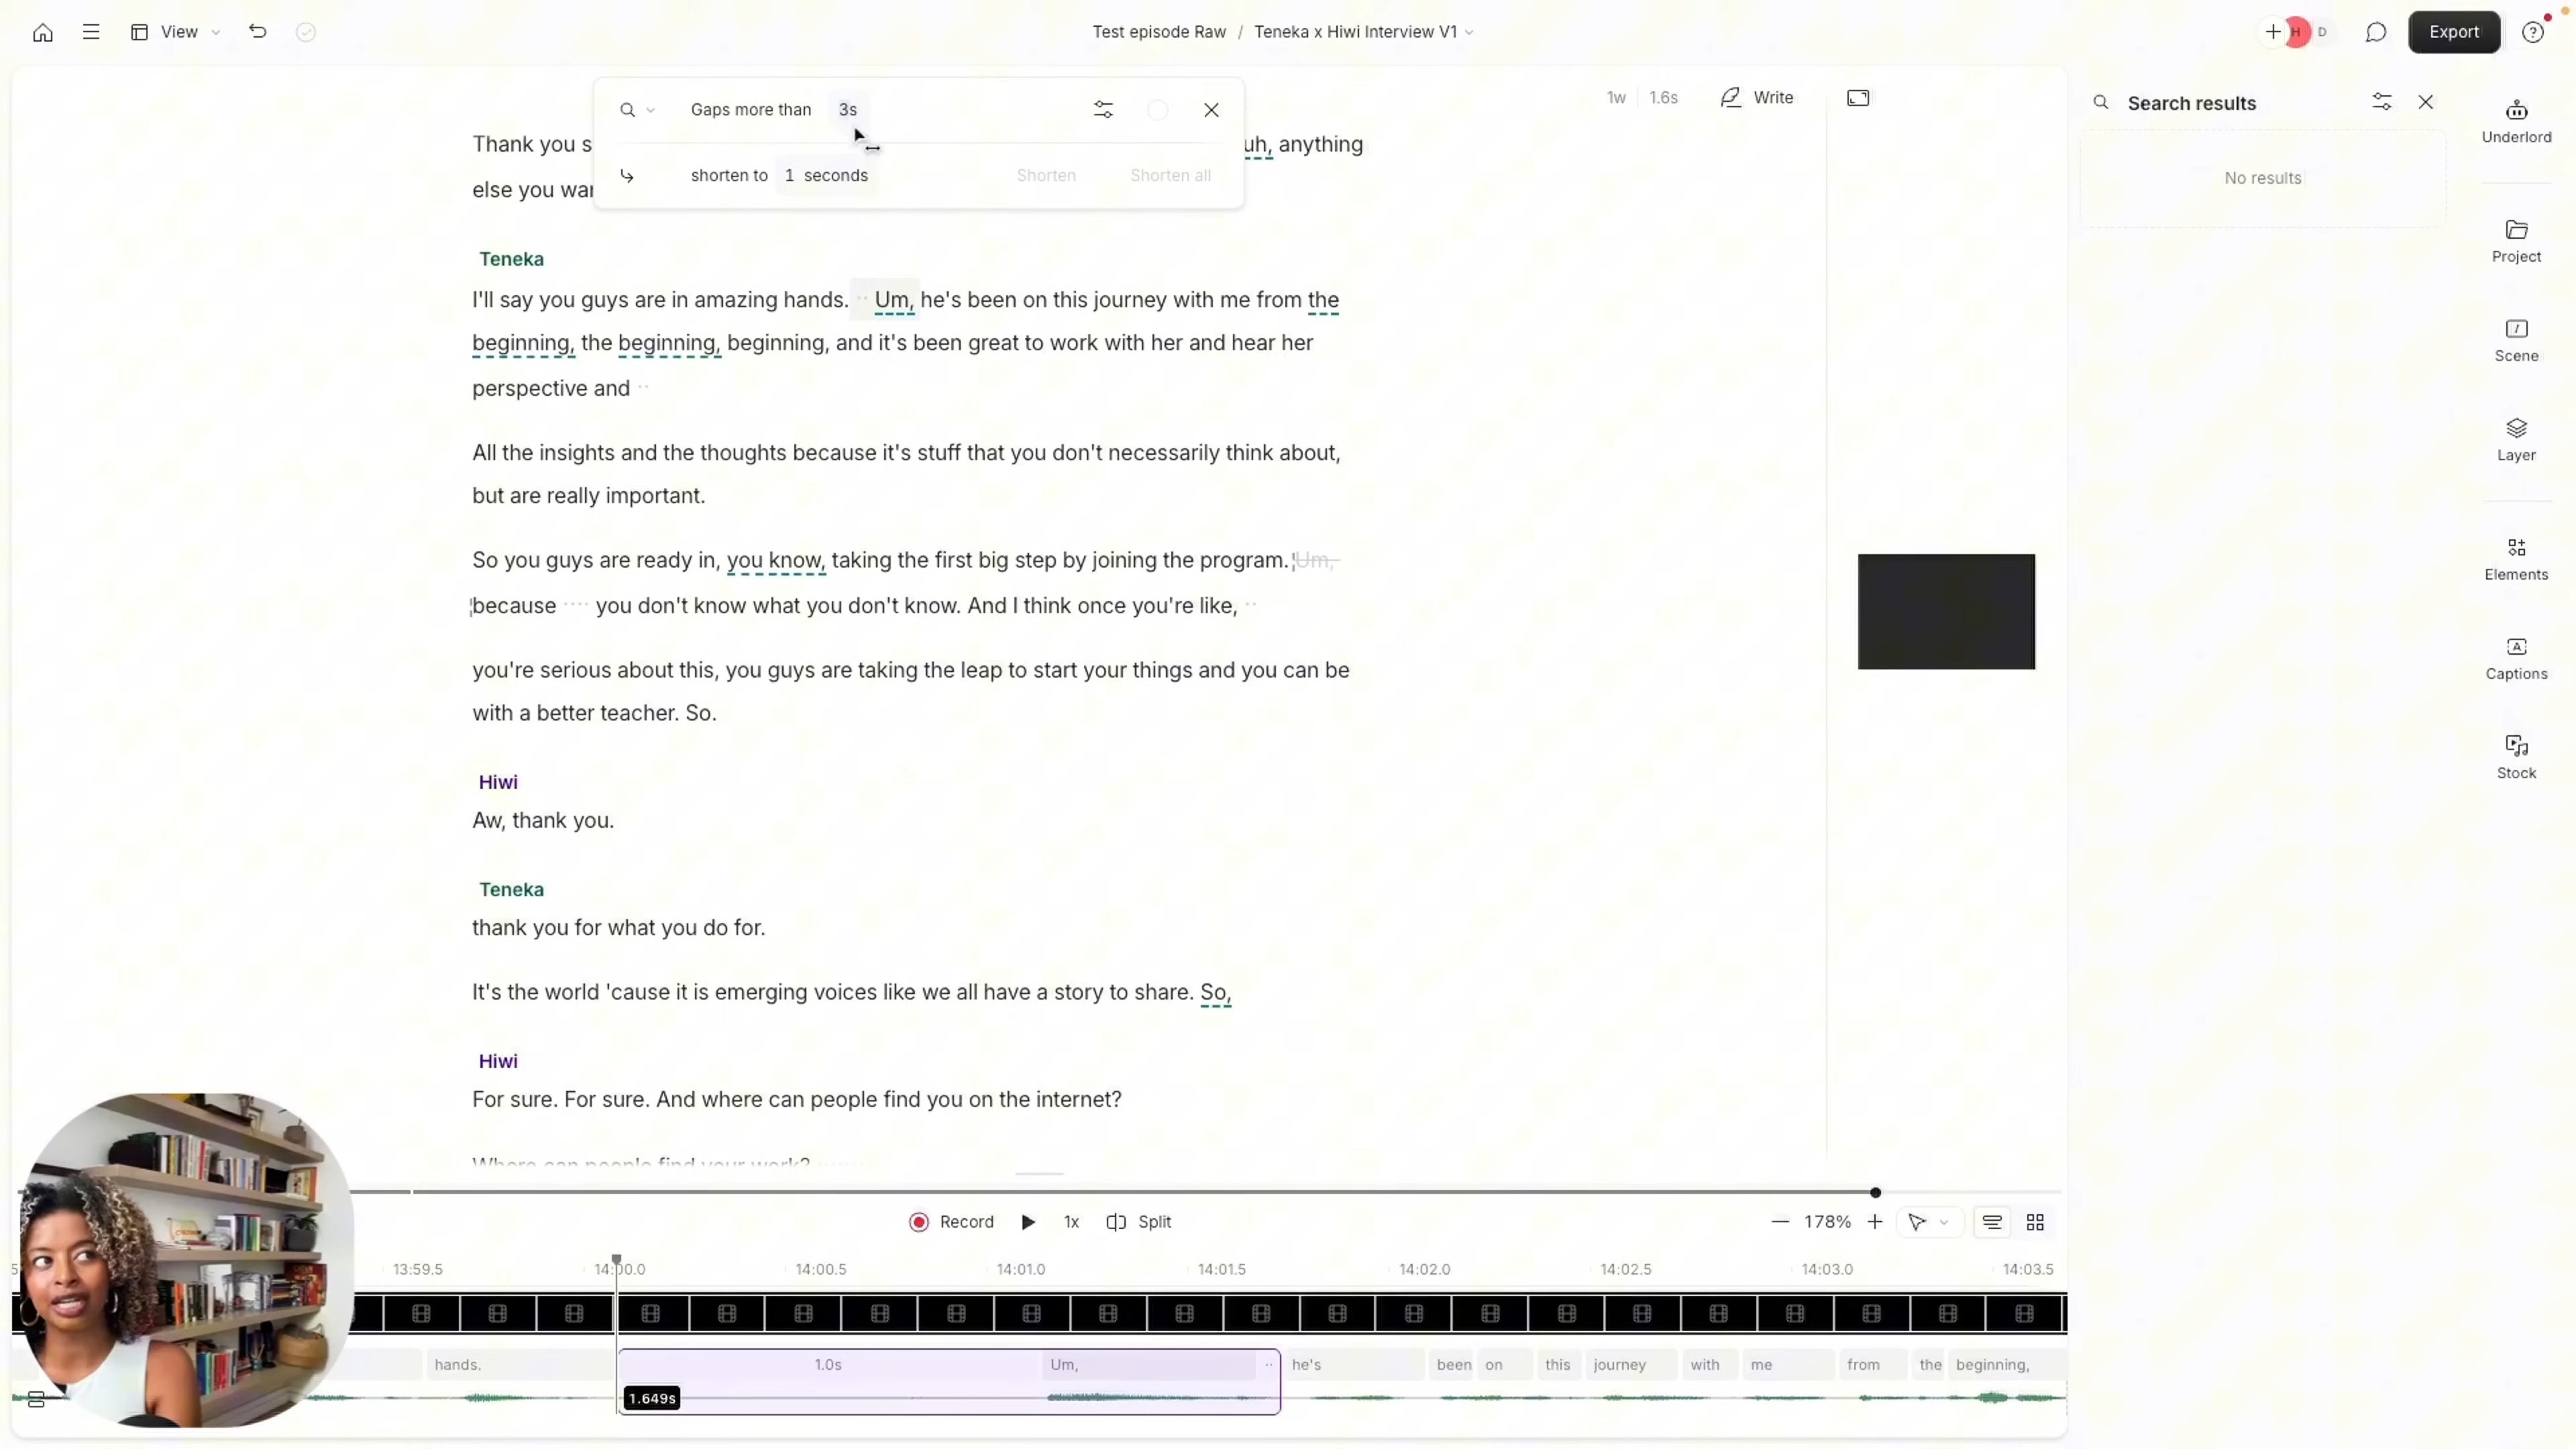 View
Test episode Raw / Teneka x Hiwi Interview V1
H
D
Export
Gaps more than 3s
shorten to 1 seconds
Shorten
Shorten all
1w
1.6s
Write
Thank you s
uh, anything
else you wan
Teneka
I'll say you guys are in amazing hands. ·· Um, he's been on this journey with me from the
beginning, the beginning, beginning, and it's been great to work with her and hear her
perspective and ··
All the insights and the thoughts because it's stuff that you don't necessarily think about,
but are really important.
So you guys are ready in, you know, taking the first big step by joining the program. Um,
because ···· you don't know what you don't know. And I think once you're like, ··
you're serious about this, you guys are taking the leap to start your things and you can be
with a better teacher. So.
Hiwi
Aw, thank you.
Teneka
thank you for what you do for.
It's the world 'cause it is emerging voices like we all have a story to share. So,
Hiwi
For sure. For sure. And where can people find you on the internet?
Where can people find your work?
Search results
No results
Underlord
Project
Scene
Layer
Elements
Captions
Stock
Record
1x
Split
178%
13:59.5
14:00.0
14:00.5
14:01.0
14:01.5
14:02.0
14:02.5
14:03.0
14:03.5
hands.
1.0s
Um,
··
he's
been
on
this
journey
with
me
from
the
beginning,
1.649s